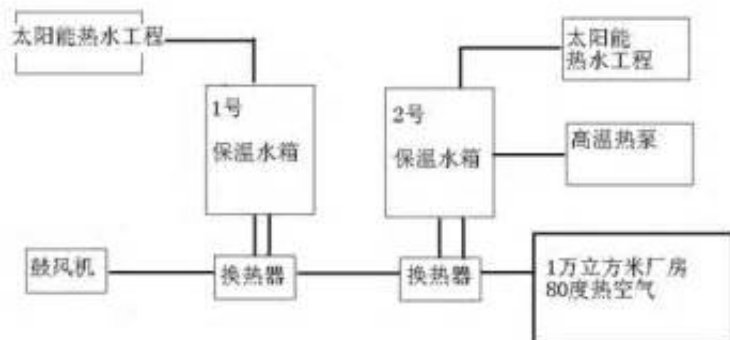 太阳能热水工程
太阳能
热水工程
1号
保温水箱
2号
保温水箱
高温热泵
鼓风机
换热器
换热器
1万立方米厂房
80度热空气